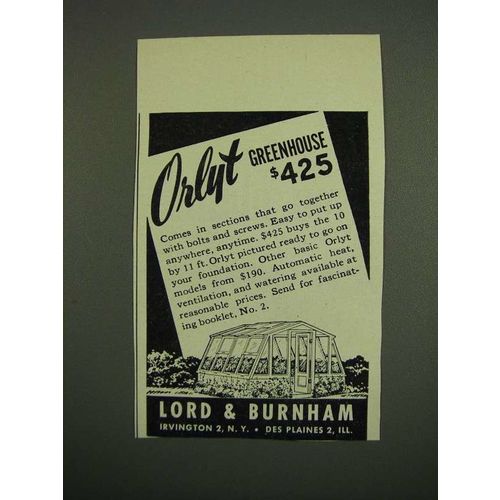 Orlyt GREENHOUSE
$425
Comes in sections that go together
with bolts and screws. Easy to put up
anywhere, anytime. $425 buys the 10
by 11 ft. Orlyt pictured ready to go on
your foundation. Other basic Orlyt
models from $190. Automatic heat,
ventilation, and watering available at
reasonable prices. Send for fascinat-
ing booklet, No. 2.
LORD & BURNHAM
IRVINGTON 2, N. Y. • DES PLAINES 2, ILL.